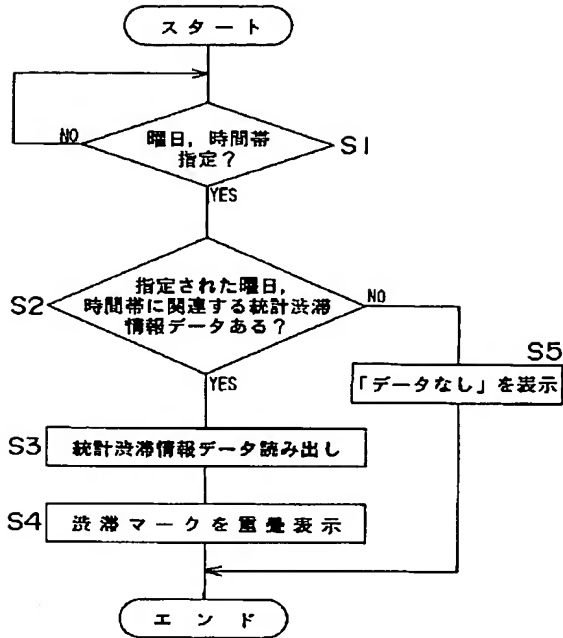 スタート
NO
曜日，時間帯
指定？
S1
YES
指定された曜日，
S2
時間帯に関連する統計渋滞
情報データある？
NO
YES
S5
「データなし」を表示
S3
統計渋滞情報データ読み出し
S4
渋滞マークを重畳表示
エンド